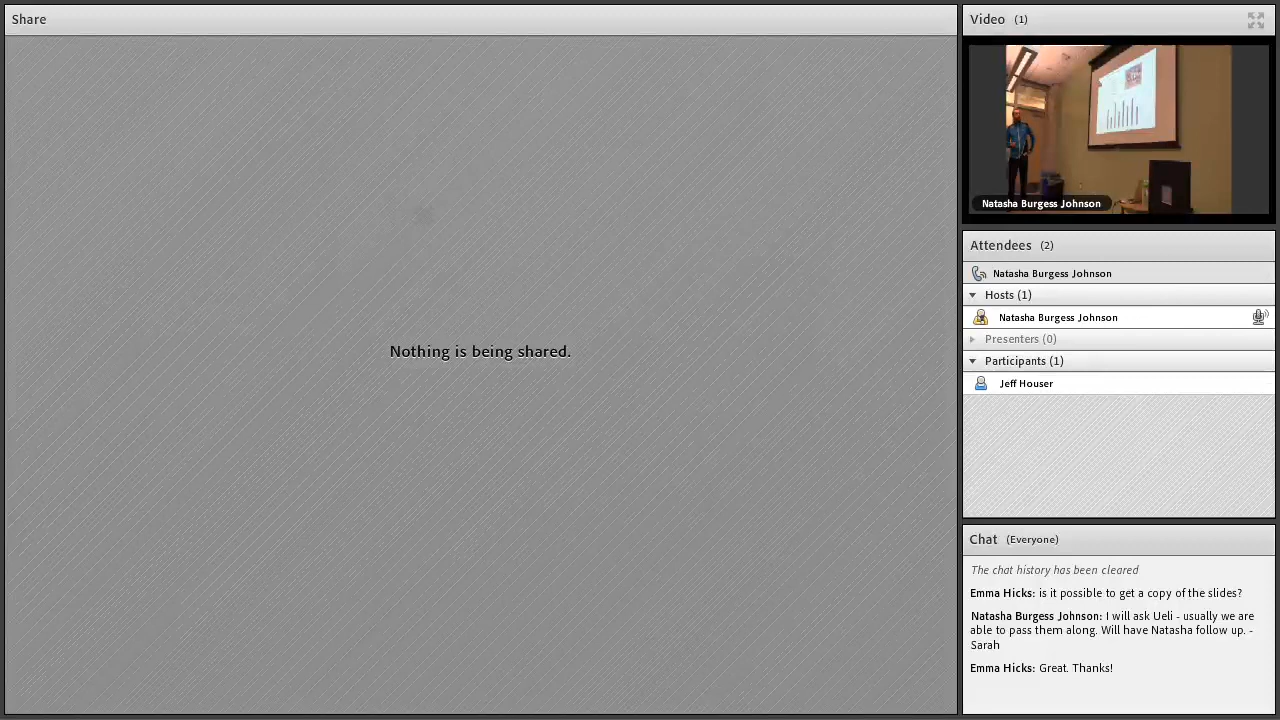 Share
Nothing is being shared.
Video (1)
Natasha Burgess Johnson
Attendees (2)
Natasha Burgess Johnson
Hosts (1)
Natasha Burgess Johnson
Presenters (0)
Participants (1)
Jeff Houser
Chat (Everyone)
The chat history has been cleared
Emma Hicks: is it possible to get a copy of the slides?
Natasha Burgess Johnson: I will ask Ueli - usually we are
able to pass them along. Will have Natasha follow up. -
Sarah
Emma Hicks: Great. Thanks!